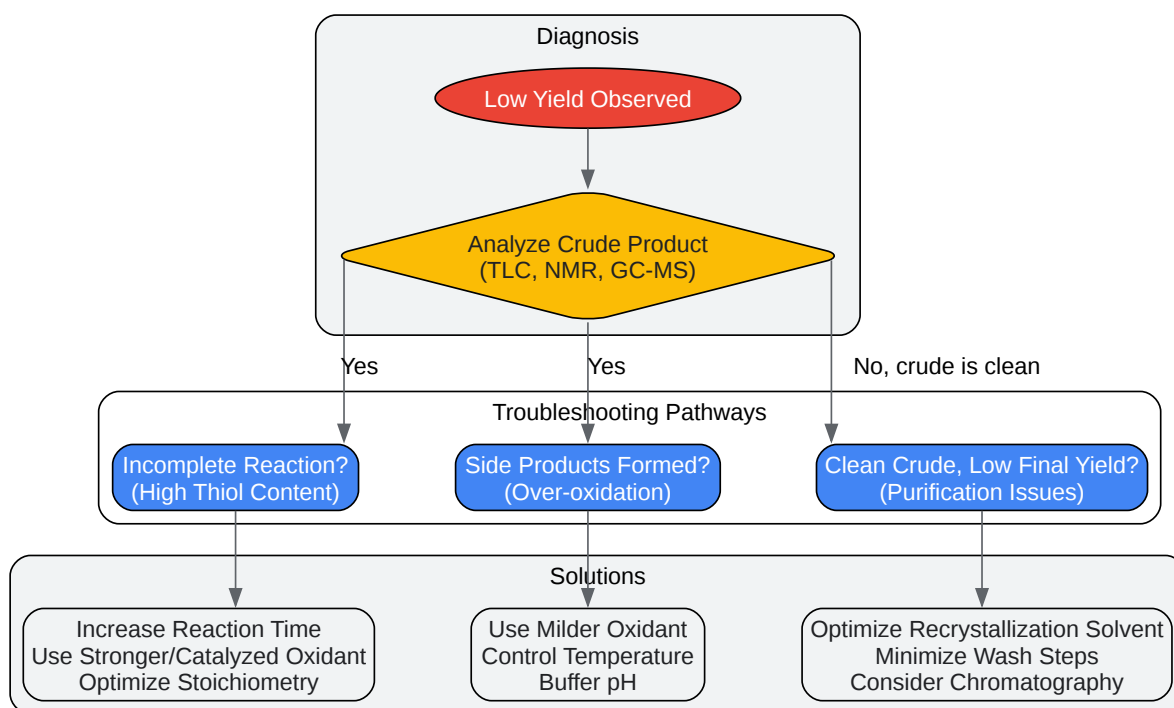 Diagnosis
Low Yield Observed
Analyze Crude Product
(TLC, NMR, GC-MS)
Yes
Yes
No, crude is clean
Troubleshooting Pathways
Incomplete Reaction?
(High Thiol Content)
Side Products Formed?
(Over-oxidation)
Clean Crude, Low Final Yield?
(Purification Issues)
Solutions
Increase Reaction Time
Use Stronger/Catalyzed Oxidant
Optimize Stoichiometry
Use Milder Oxidant
Control Temperature
Buffer pH
Optimize Recrystallization Solvent
Minimize Wash Steps
Consider Chromatography